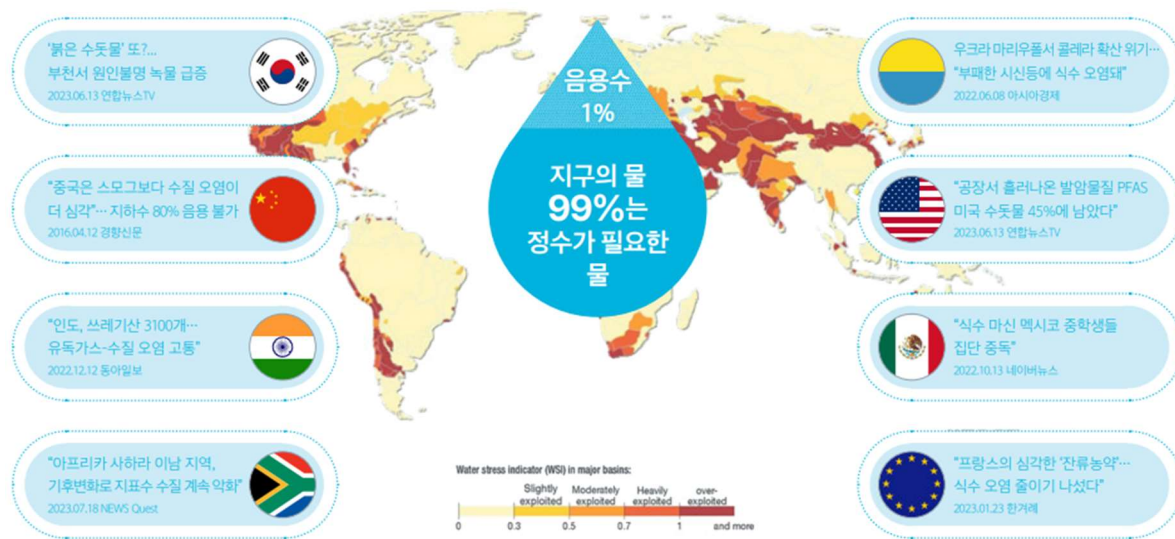 '붉은 수돗물' 또?...
부천서 원인불명 녹물 급증
2023.06.13 연합뉴스TV
"중국은 스모그보다 수질 오염이
더 심각"… 지하수 80% 음용 불가
2016.04.12 경향신문
"인도, 쓰레기산 3100개…
유독가스-수질 오염 고통"
2022.12.12 동아일보
"아프리카 사하라 이남 지역,
기후변화로 지표수 수질 계속 악화"
2023.07.18 NEWS Quest
음용수
1%
지구의 물
99%는
정수가 필요한
물
Water stress indicator (WSI) in major basins:
Slightly exploited
Moderately exploited
Heavily exploited
over-exploited
0 0.3 0.5 0.7 1 and more
우크라 마리우폴서 콜레라 확산 위기…
"부패한 시신등에 식수 오염돼"
2022.06.08 아시아경제
"공장서 흘러나온 발암물질 PFAS
미국 수돗물 45%에 남았다"
2023.06.13 연합뉴스TV
"식수 마신 멕시코 중학생들
집단 중독"
2022.10.13 네이버뉴스
"프랑스의 심각한 '잔류농약'…
식수 오염 줄이기 나섰다"
2023.01.23 한겨레